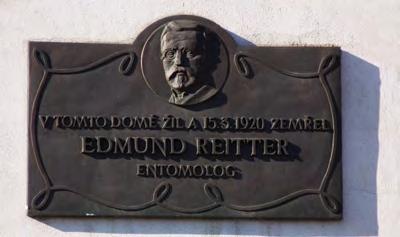 V TOMTO DOMĚ ŽIL A 15.3.1920 ZEMŘEL
EDMUND REITTER
ENTOMOLOG